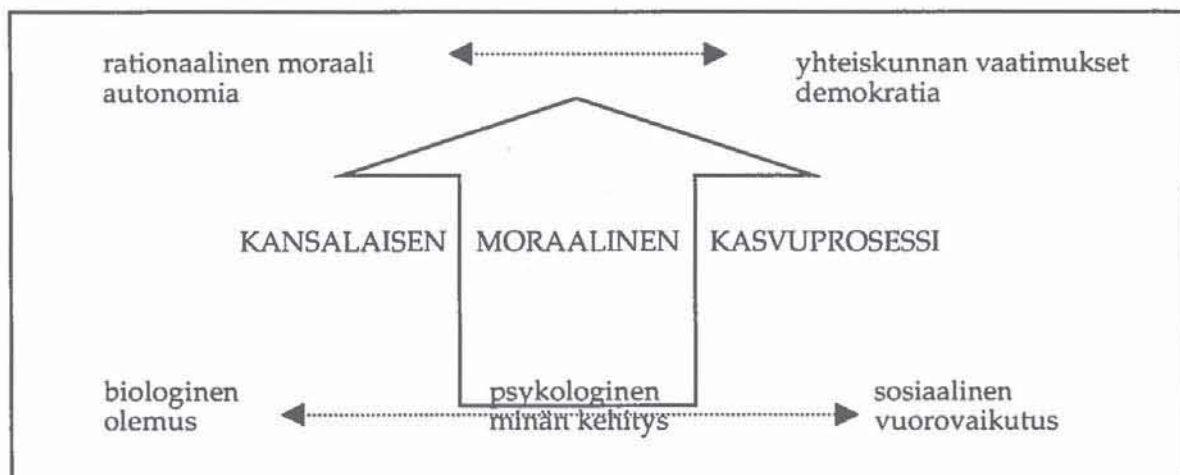 rationaalinen moraali
autonomia
yhteiskunnan vaatimukset
demokratia
KANSALAISEN MORAALINEN KASVUPROSESSI
biologinen
olemus
psykologinen
minän kehitys
sosiaalinen
vuorovaikutus